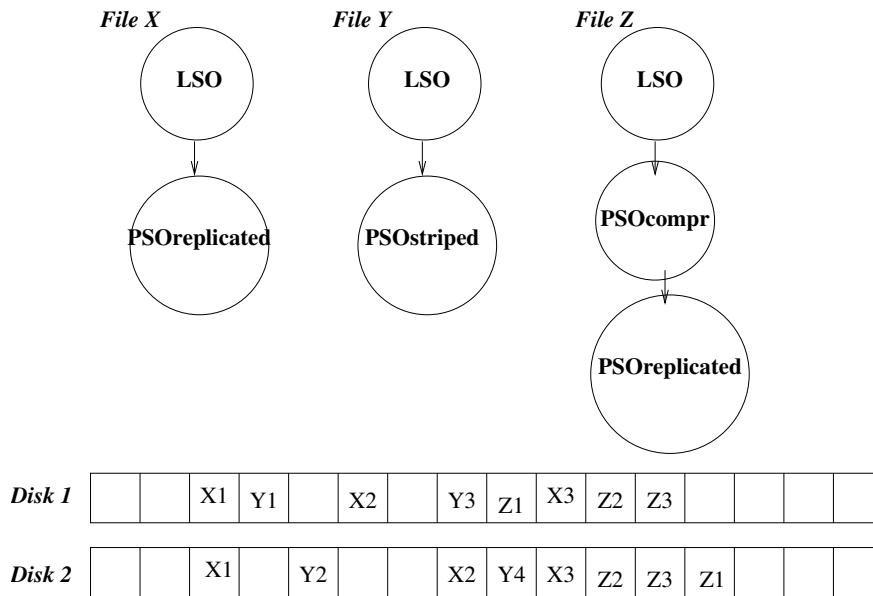 File X File Y File Z
LSO LSO LSO
PSOreplicated PSOstriped PSOcompr
PSOreplicated
Disk 1 X1 Y1 X2 Y3 Z1 X3 Z2 Z3
Disk 2 X1 Y2 X2 Y4 X3 Z2 Z3 Z1